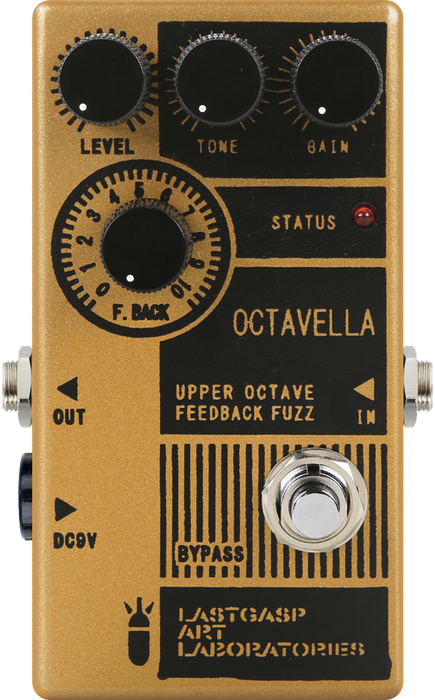 LEVEL
TONE
GAIN
0 1 2 3 4 5 6 7 8 9 10
F. BACK
STATUS
OCTAVELLA
UPPER OCTAVE
FEEDBACK FUZZ
OUT
IN
DC9V
BYPASS
LASTGASP
ART
LABORATORIES